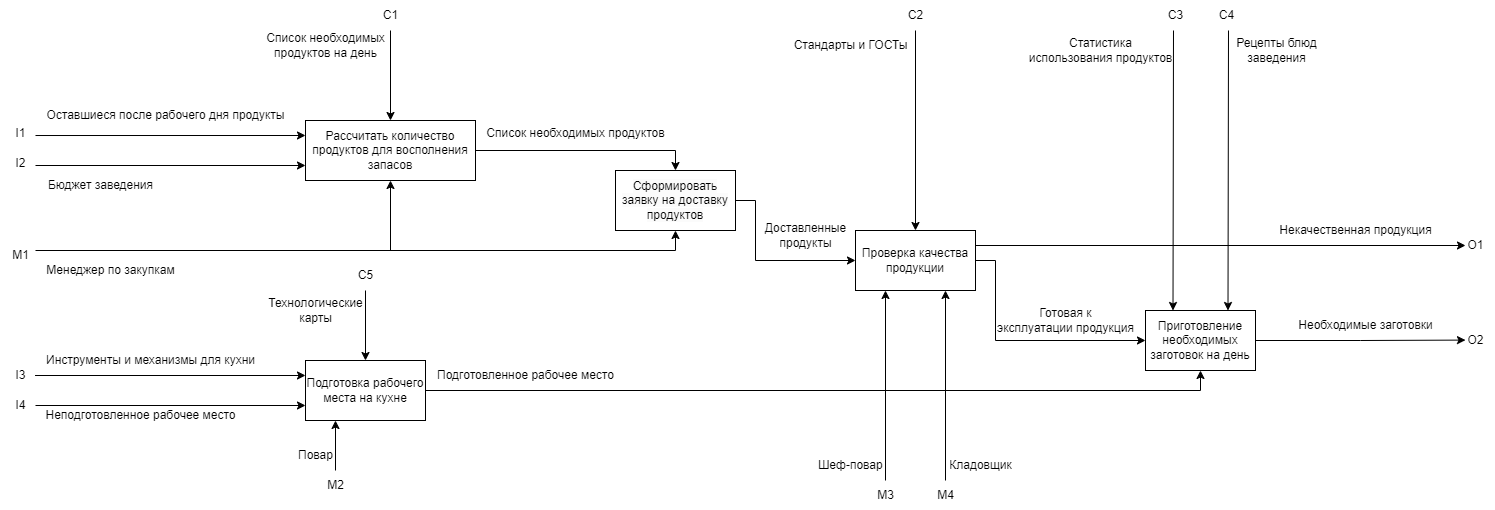 C1
C2
C3
C4
Список необходимых
продуктов на день
Стандарты и ГОСТы
Статистика
использования продуктов
Рецепты блюд
заведения
Оставшиеся после рабочего дня продукты
I1
I2
Бюджет заведения
Рассчитать количество
продуктов для восполнения
запасов
Список необходимых продуктов
Сформировать
заявку на доставку
продуктов
M1
Менеджер по закупкам
Доставленные
продукты
Проверка качества
продукции
Некачественная продукция
O1
C5
Технологические
карты
Готовая к
эксплуатации продукция
Приготовление
необходимых
заготовок на день
Необходимые заготовки
O2
Инструменты и механизмы для кухни
I3
I4
Неподготовленное рабочее место
Подготовка рабочего
места на кухне
Подготовленное рабочее место
Повар
M2
Шеф-повар
Кладовщик
M3
M4